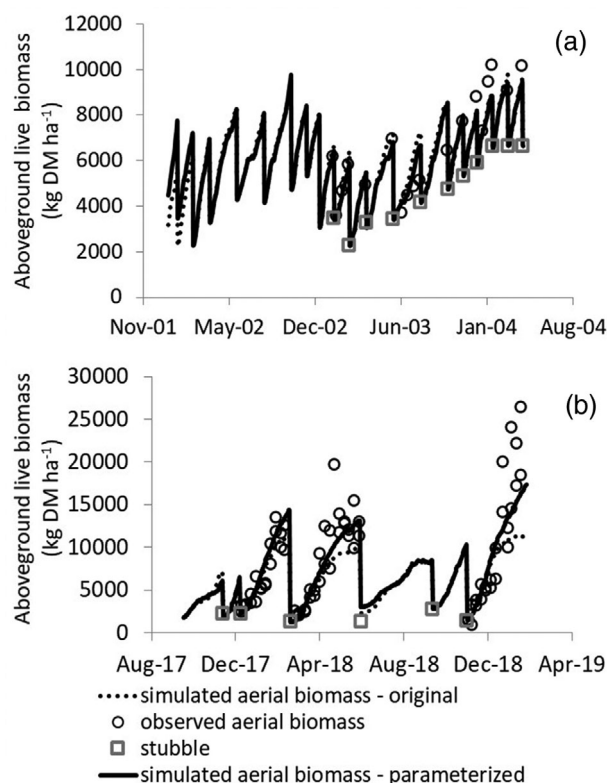 (a)
Aboveground live biomass
(kg DM ha⁻¹)
12000
10000
8000
6000
4000
2000
0
Nov-01 May-02 Dec-02 Jun-03 Jan-04 Aug-04
(b)
Aboveground live biomass
(kg DM ha⁻¹)
30000
25000
20000
15000
10000
5000
0
Aug-17 Dec-17 Apr-18 Aug-18 Dec-18 Apr-19
simulated aerial biomass - original
observed aerial biomass
stubble
simulated aerial biomass - parameterized